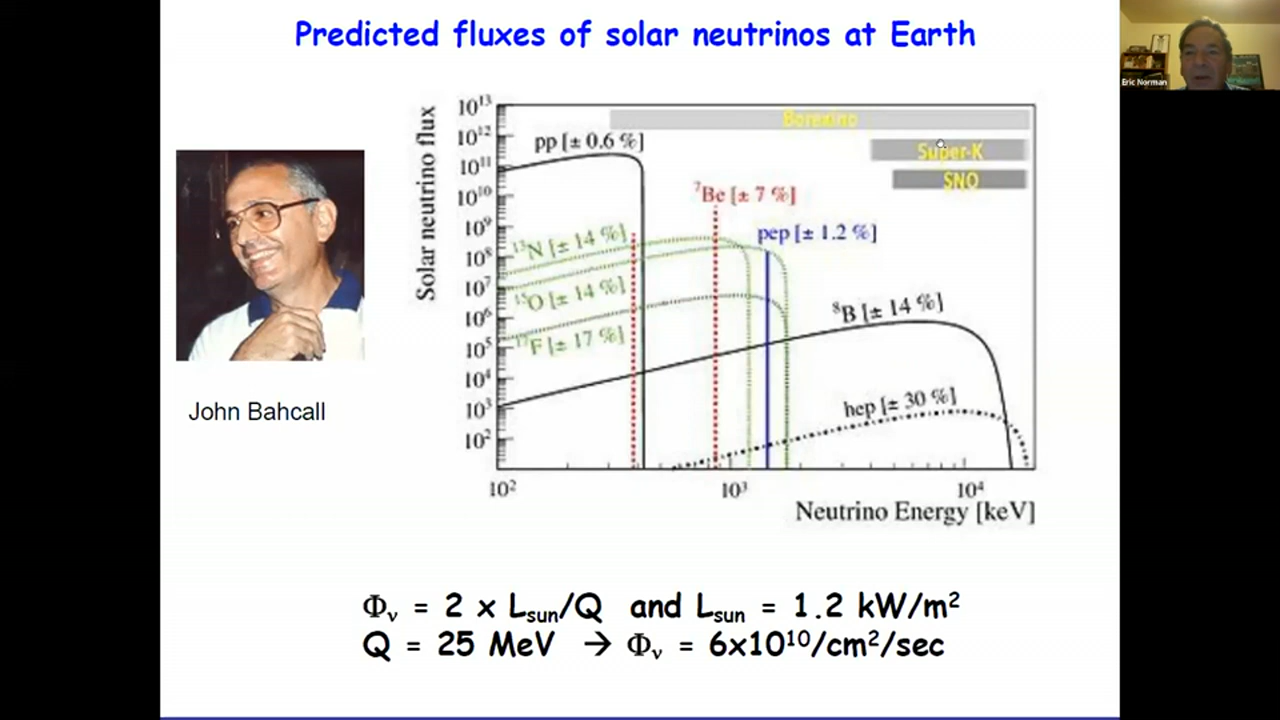 Predicted fluxes of solar neutrinos at Earth
Eric Norman
Solar neutrino flux
10¹³
10¹²
10¹¹
10¹⁰
10⁹
10⁸
10⁷
10⁶
10⁵
10⁴
10³
10²
Borexino
Super-K
SNO
pp [± 0.6 %]
⁷Be [± 7 %]
pep [± 1.2 %]
¹³N [± 14 %]
¹⁵O [± 14 %]
¹⁷F [± 17 %]
⁸B [± 14 %]
hep [± 30 %]
10² 10³ 10⁴
Neutrino Energy [keV]
John Bahcall
Φᵥ = 2 x Lsun/Q and Lsun = 1.2 kW/m²
Q = 25 MeV → Φᵥ = 6x10¹⁰/cm²/sec